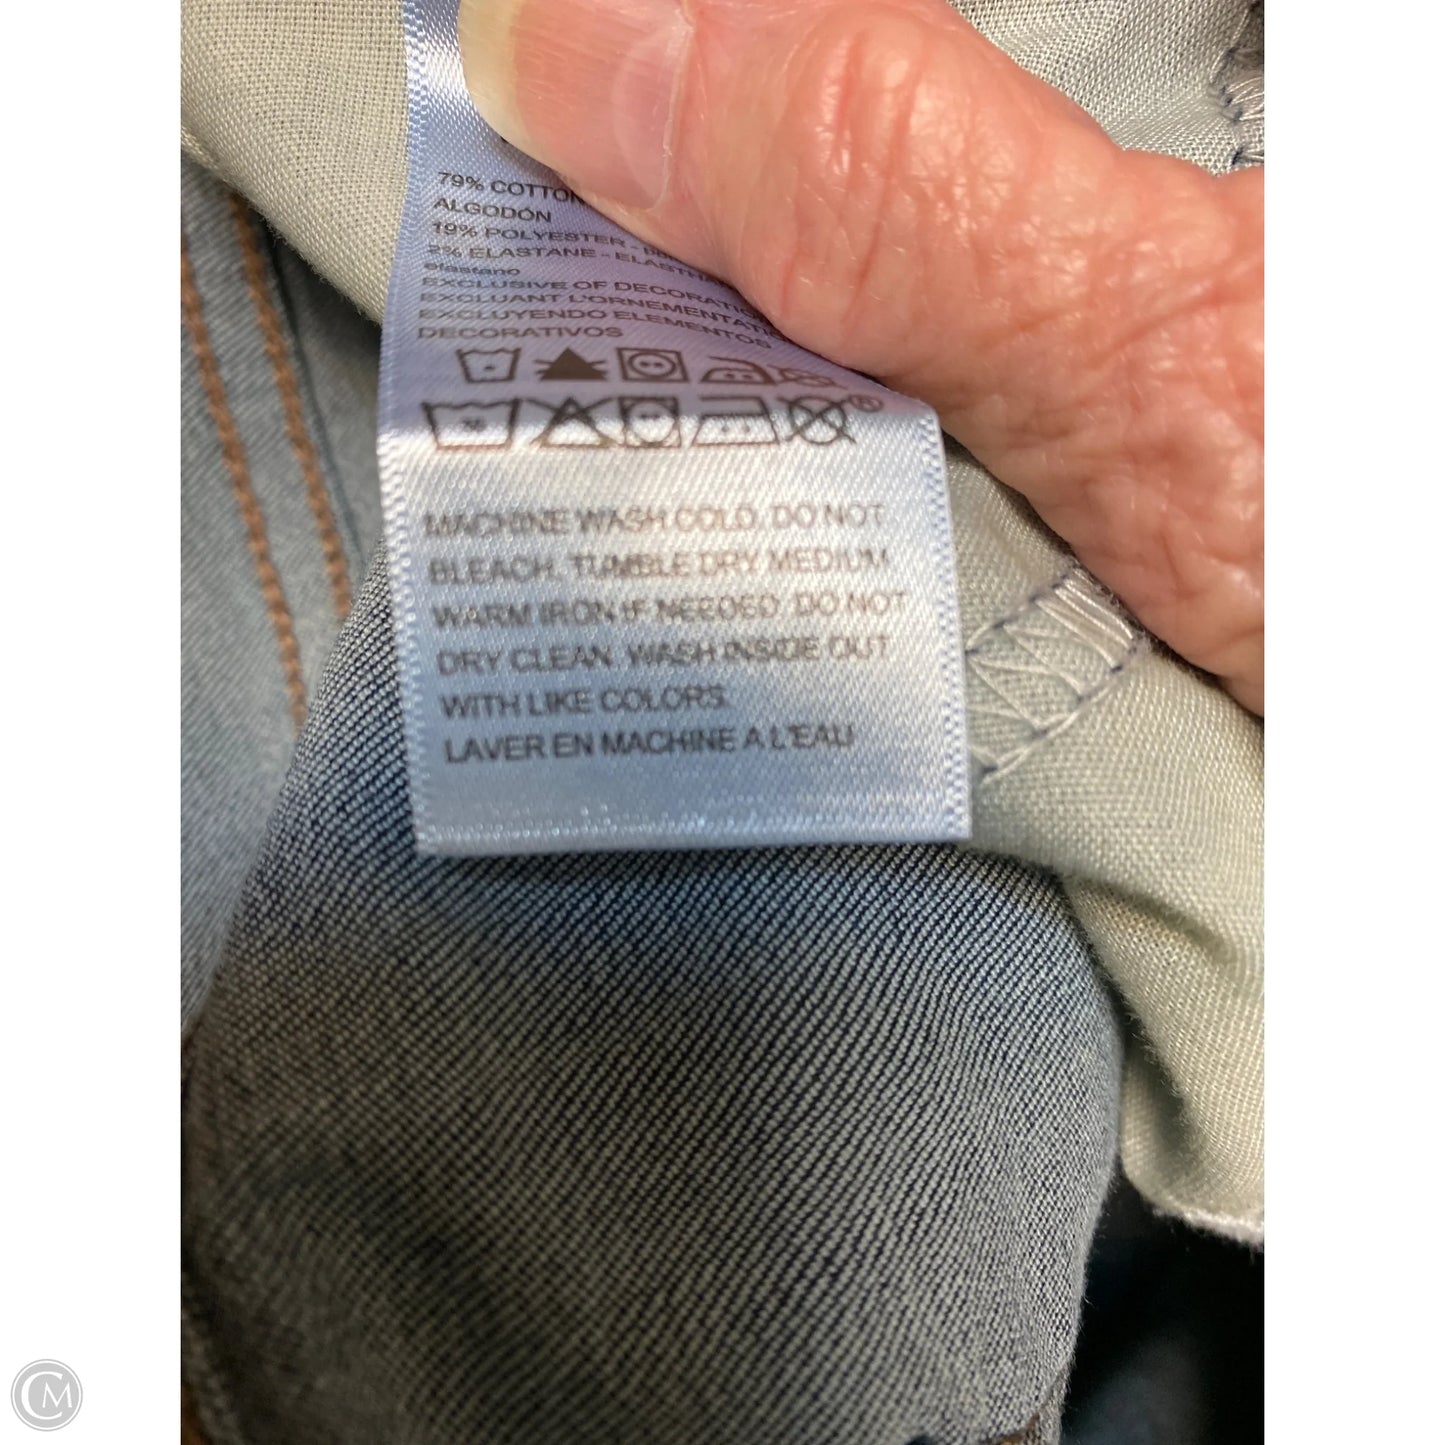 79% COTTON
ALGODÓN
19% POLYESTER -
2% ELASTANE - ELASTHA
elastano
EXCLUSIVE OF DECORATIO
EXCLUANT L'ORNEMENTATI
EXCLUYENDO ELEMENTOS
DECORATIVOS
MACHINE WASH COLD. DO NOT
BLEACH. TUMBLE DRY MEDIUM
WARM IRON IF NEEDED. DO NOT
DRY CLEAN. WASH INSIDE OUT
WITH LIKE COLORS.
LAVER EN MACHINE A L'EAU
CM